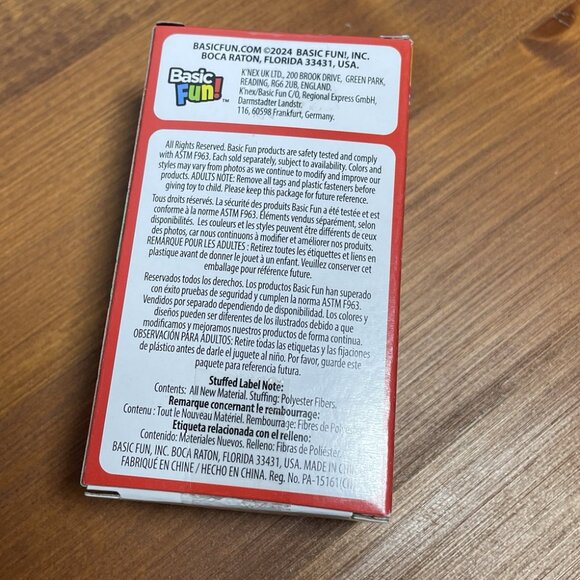 BASICFUN.COM ©2024 BASIC FUN!, INC.
BOCA RATON, FLORIDA 33431, USA.
Basic
Fun!™
K'NEX UK LTD., 200 BROOK DRIVE, GREEN PARK,
READING, RG6 2UB, ENGLAND.
K'nex/Basic Fun C/O, Regional Express GmbH,
Darmstadter Landstr.
116, 60598 Frankfurt, Germany.
All Rights Reserved. Basic Fun products are safety tested and comply
with ASTM F963. Each sold separately, subject to availability. Colors and
styles may vary from photos as we continue to modify and improve our
products. ADULTS NOTE: Remove all tags and plastic fasteners before
giving toy to child. Please keep this package for future reference.
Tous droits réservés. La sécurité des produits Basic Fun a été testée et est
conforme à la norme ASTM F963. Éléments vendus séparément, selon
disponibilités. Les couleurs et les styles peuvent être différents de ceux
des photos, car nous continuons à modifier et améliorer nos produits.
REMARQUE POUR LES ADULTES : Retirez toutes les étiquettes et liens en
plastique avant de donner le jouet à un enfant. Veuillez conserver cet
emballage pour référence future.
Reservados todos los derechos. Los productos Basic Fun han superado
con éxito pruebas de seguridad y cumplen la norma ASTM F963.
Vendidos por separado dependiendo de disponibilidad. Los colores y
diseños pueden ser diferentes de los ilustrados debido a que
modificamos y mejoramos nuestros productos de forma continua.
OBSERVACIÓN PARA ADULTOS: Retire todas las etiquetas y las fijaciones
de plástico antes de darle el juguete al niño. Por favor, guarde este
paquete para referencia futura.
Stuffed Label Note:
Contents: All New Material. Stuffing: Polyester Fibers.
Remarque concernant le rembourrage:
Contenu : Tout le Nouveau Matériel. Rembourrage: Fibres de
Etiqueta relacionada con el relleno:
Contenido: Materiales Nuevos. Relleno: Fibras de Poliéster.
BASIC FUN, INC. BOCA RATON, FLORIDA 33431, USA. MADE IN
FABRIQUÉ EN CHINE / HECHO EN CHINA. Reg. No. PA-15161